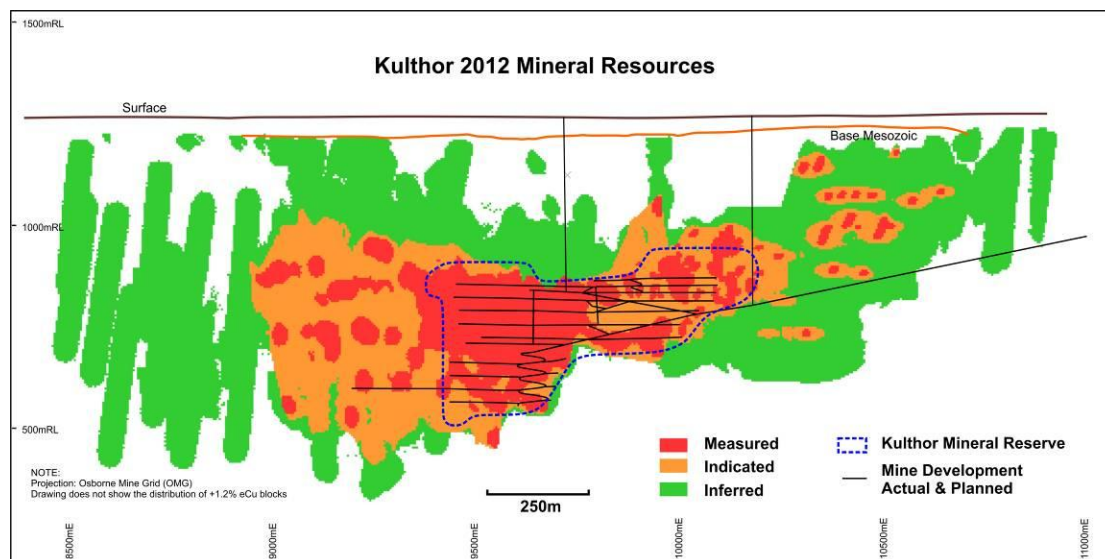 1500mRL
Kulthor 2012 Mineral Resources
Surface
Base Mesozoic
1000mRL
500mRL
Measured
Indicated
Inferred
Kulthor Mineral Reserve
Mine Development
Actual & Planned
NOTE:
Projection: Osborne Mine Grid (OMG)
Drawing does not show the distribution of +1.2% eCu blocks
250m
8500mE
9000mE
9500mE
10000mE
10500mE
11000mE